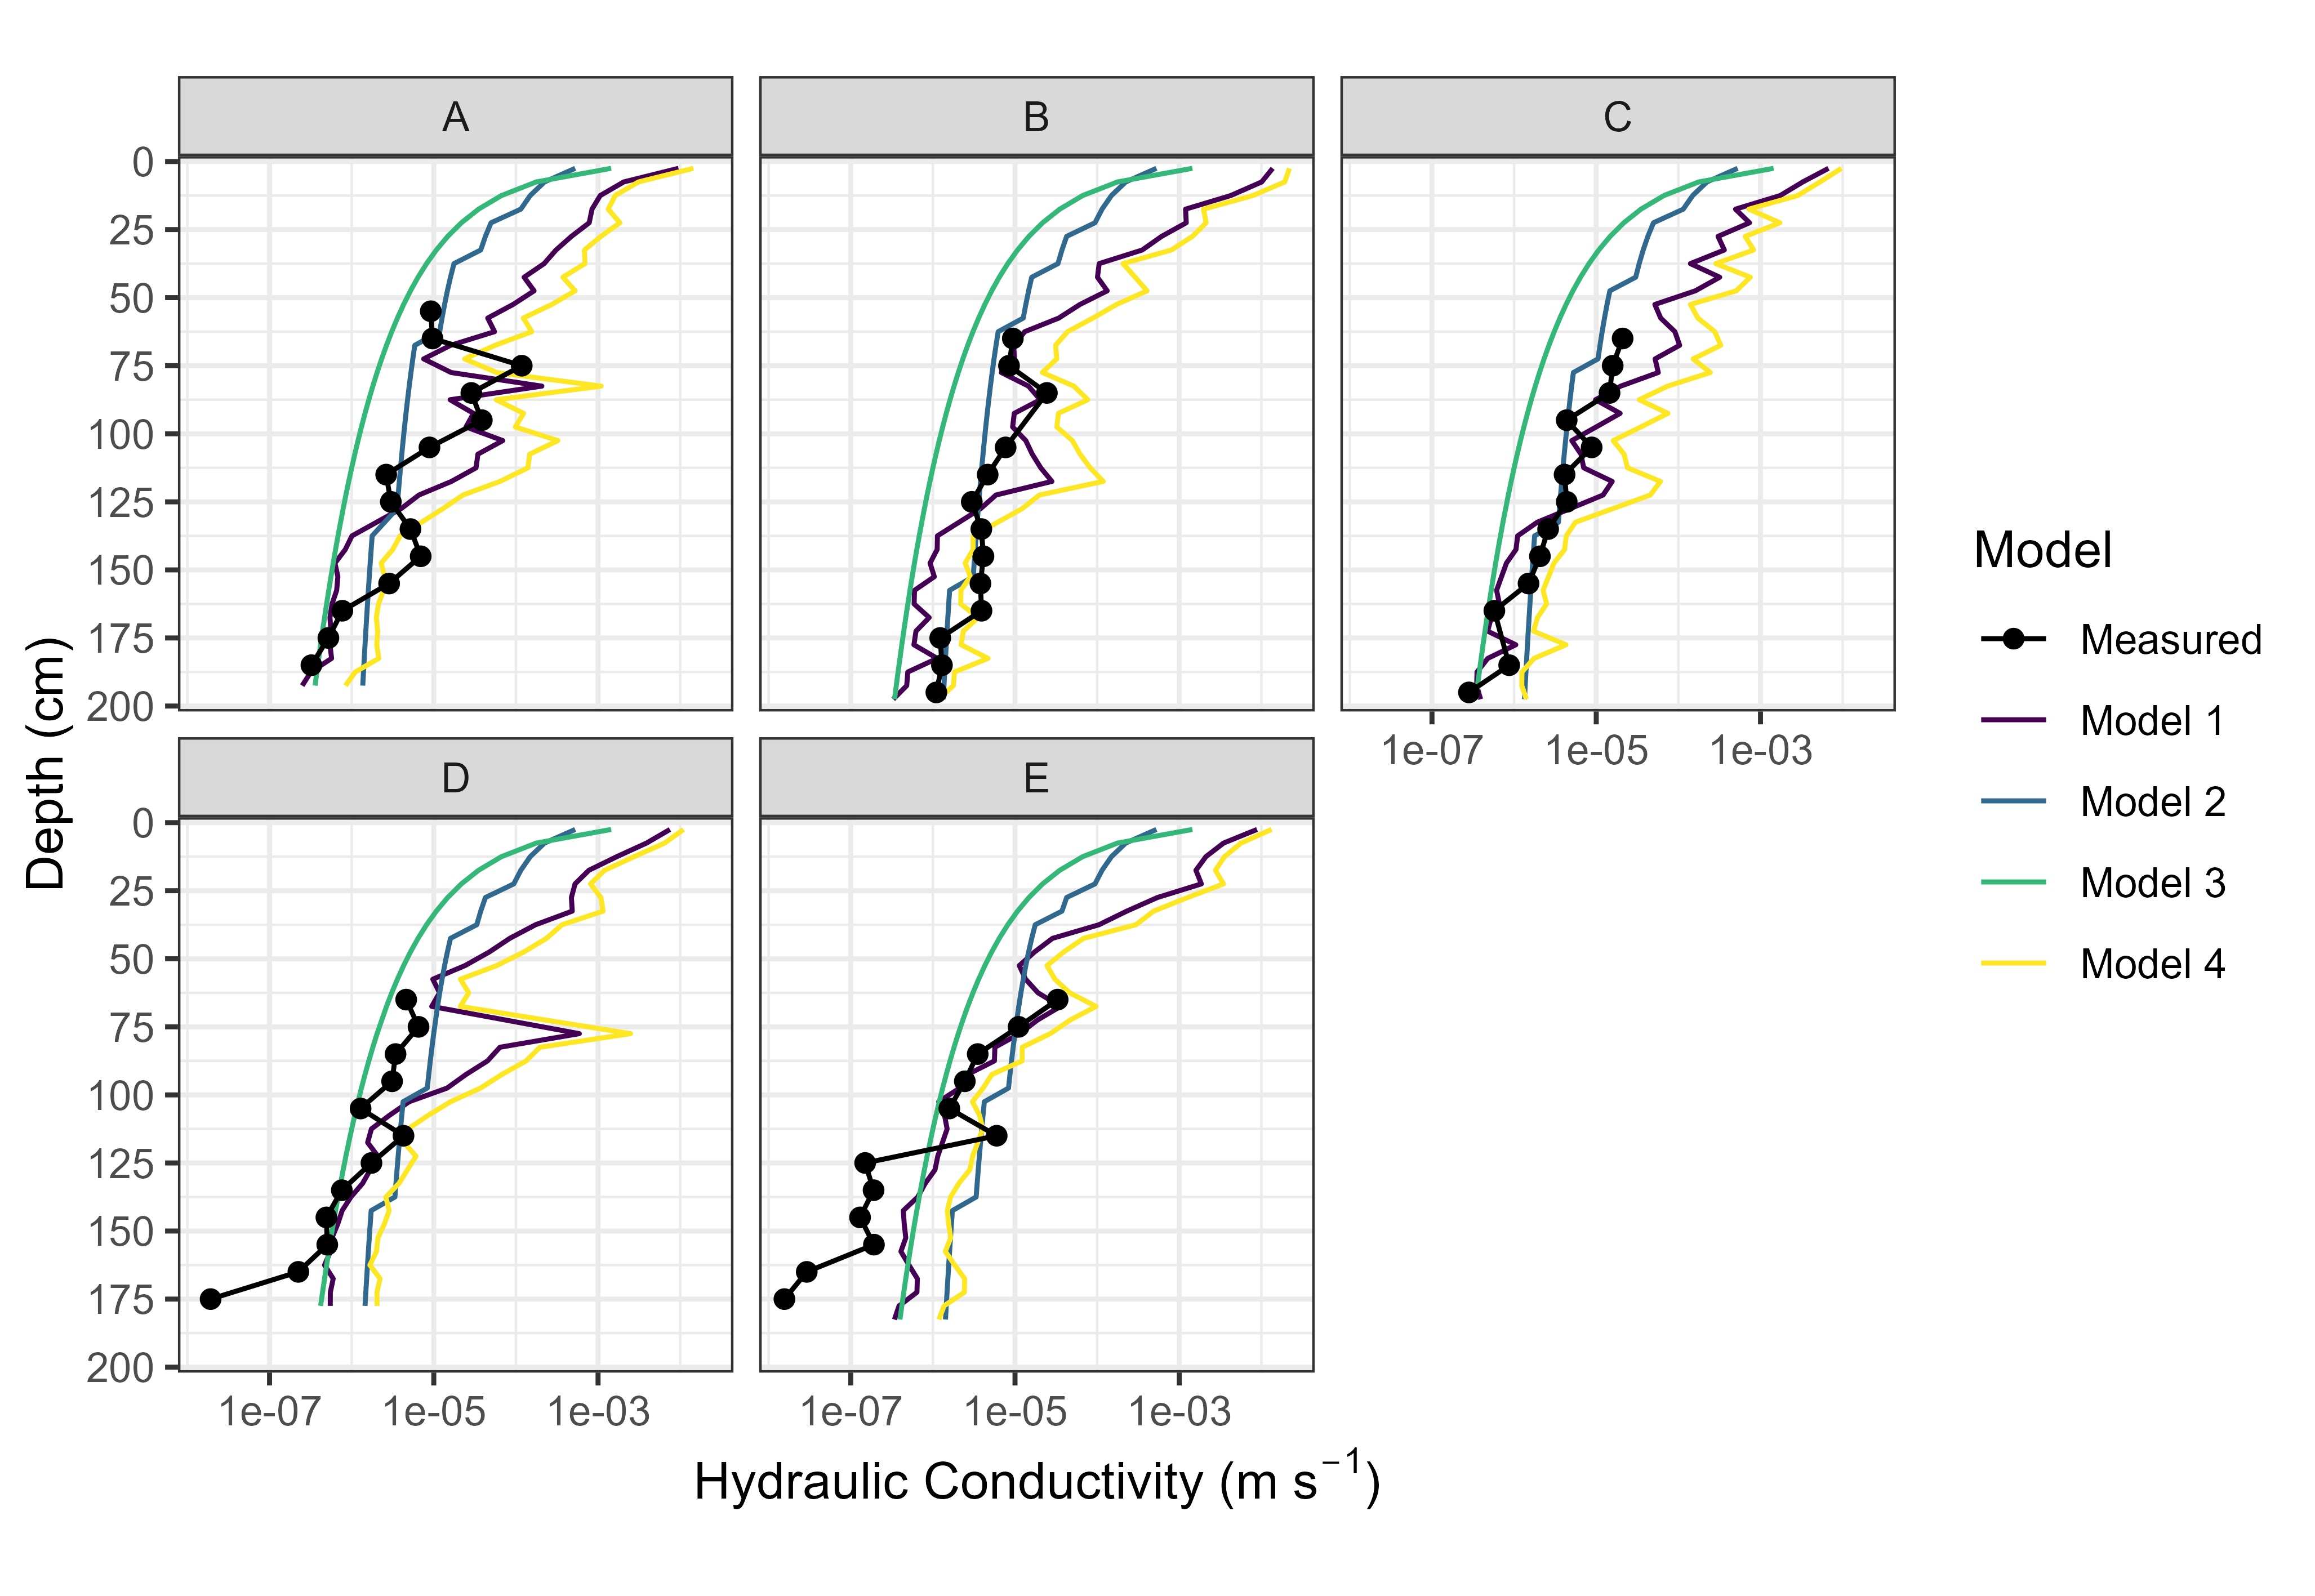 A B C
0
25
50
75
100
125
150
175
200
1e-07 1e-05 1e-03
D E
0
25
50
75
100
125
150
175
200
1e-07 1e-05 1e-03 1e-07 1e-05 1e-03
Depth (cm)
Hydraulic Conductivity (m s⁻¹)
Model
Measured
Model 1
Model 2
Model 3
Model 4